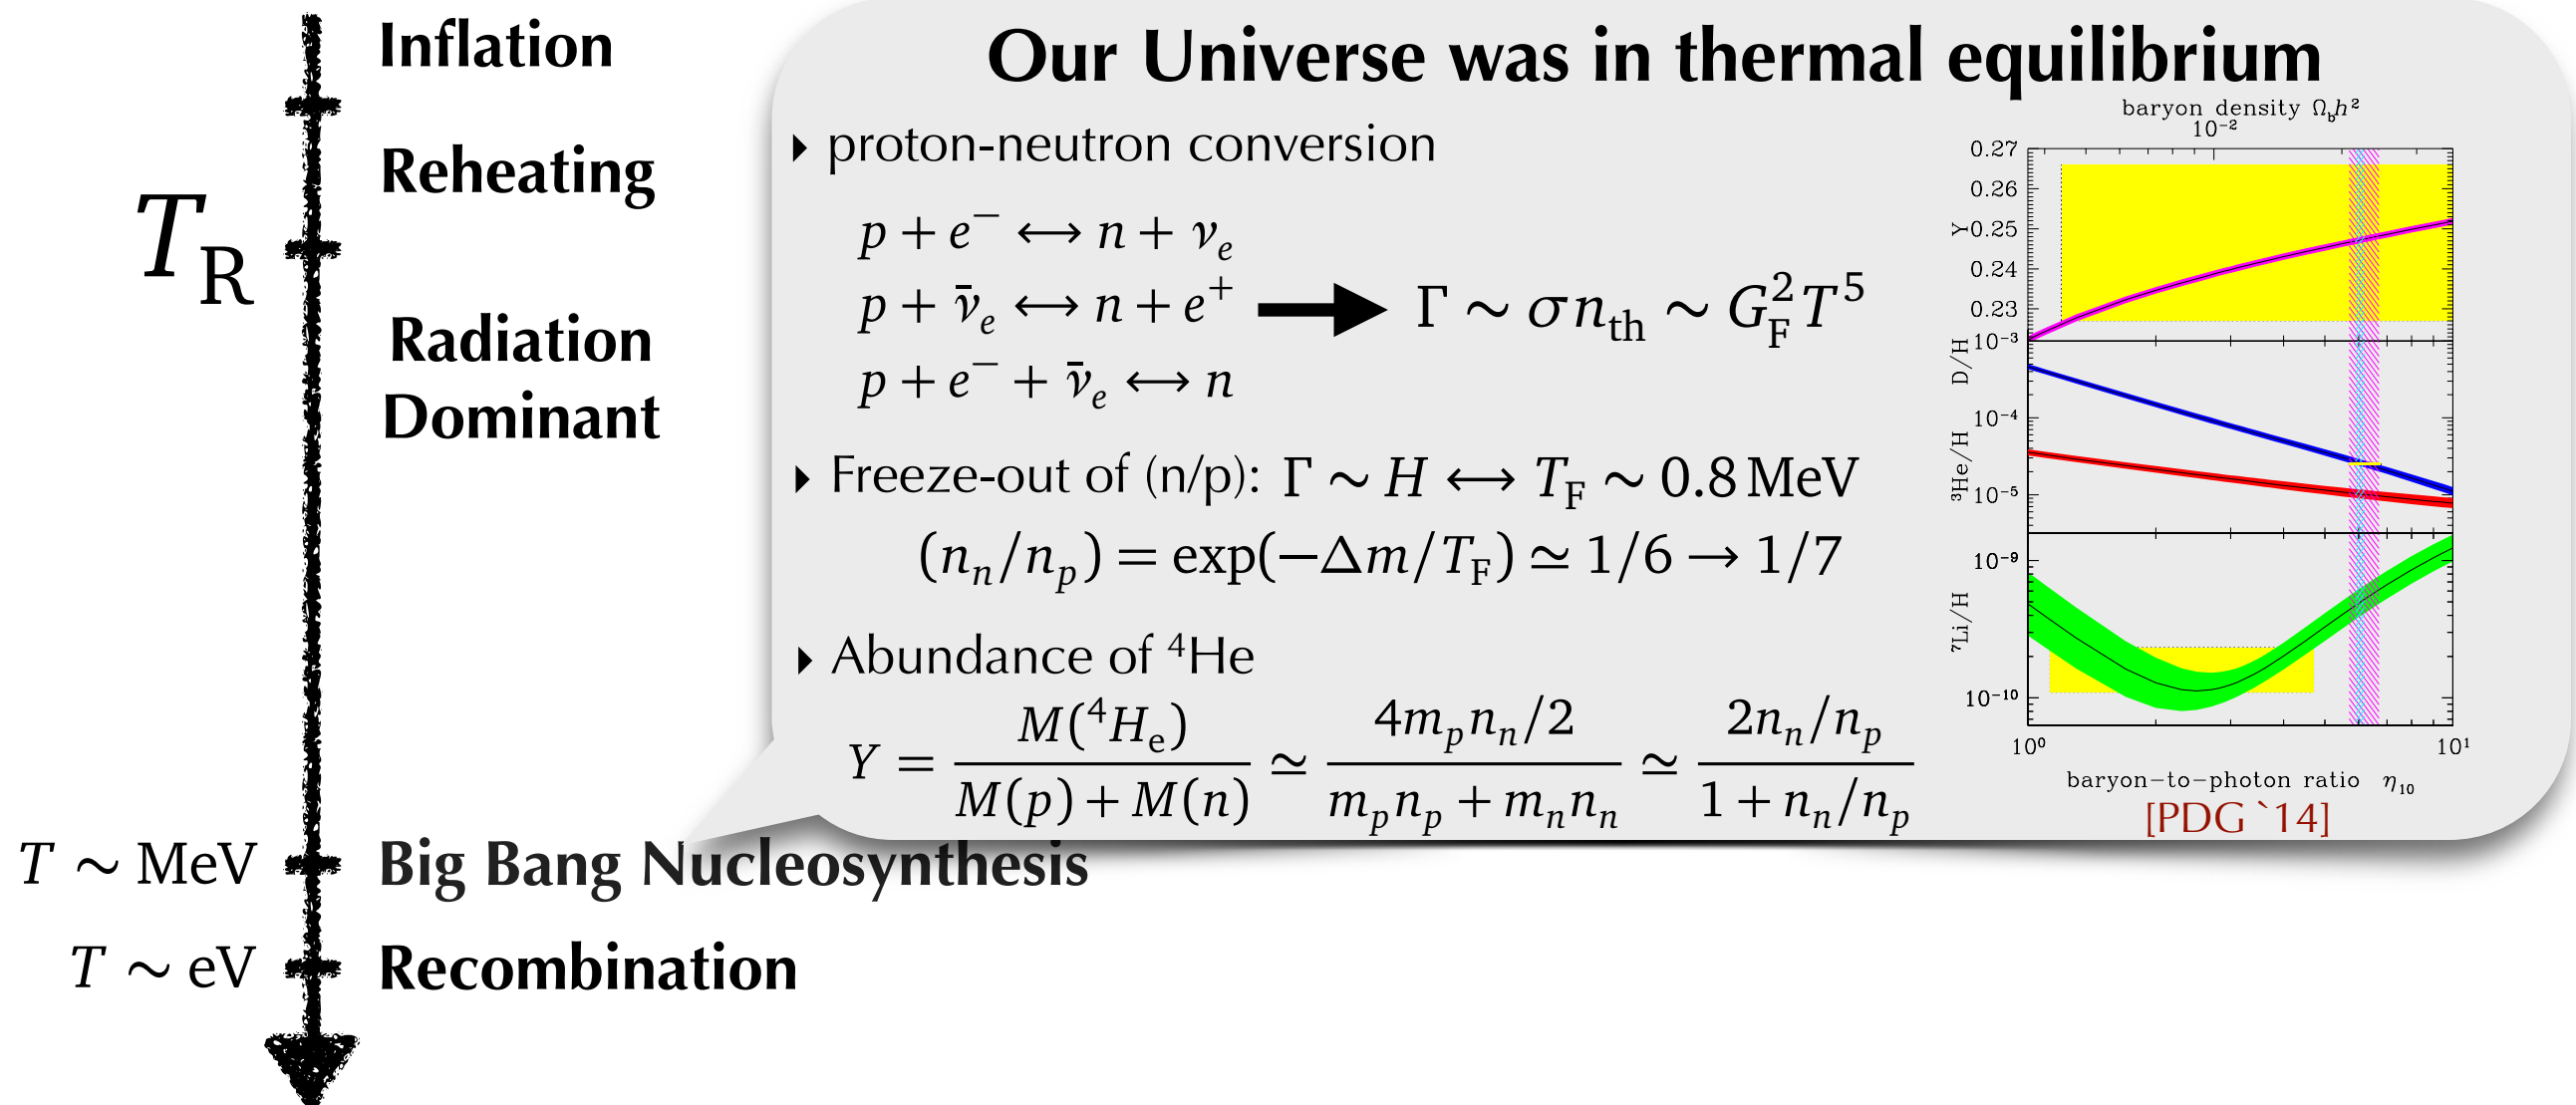 Inflation
Reheating
T_R
Radiation
Dominant
T ∼ MeV
Big Bang Nucleosynthesis
T ∼ eV
Recombination
Our Universe was in thermal equilibrium
▸ proton-neutron conversion
p + e⁻ ⟷ n + ν_e
p + ν̄_e ⟷ n + e⁺
p + e⁻ + ν̄_e ⟷ n
Γ ∼ σn_th ∼ G_F² T⁵
▸ Freeze-out of (n/p): Γ ∼ H ⟷ T_F ∼ 0.8 MeV
(n_n/n_p) = exp(−Δm/T_F) ≃ 1/6 → 1/7
▸ Abundance of ⁴He
Y = M(⁴H_e) / (M(p) + M(n)) ≃ (4m_p n_n/2) / (m_p n_p + m_n n_n) ≃ (2n_n/n_p) / (1 + n_n/n_p)
baryon density Ω_b h²
10⁻²
0.27
0.26
Y
0.25
0.24
0.23
10⁻³
D/H
10⁻⁴
³He/H
10⁻⁵
10⁻⁹
⁷Li/H
10⁻¹⁰
10⁰ 10¹
baryon−to−photon ratio η₁₀
[PDG `14]